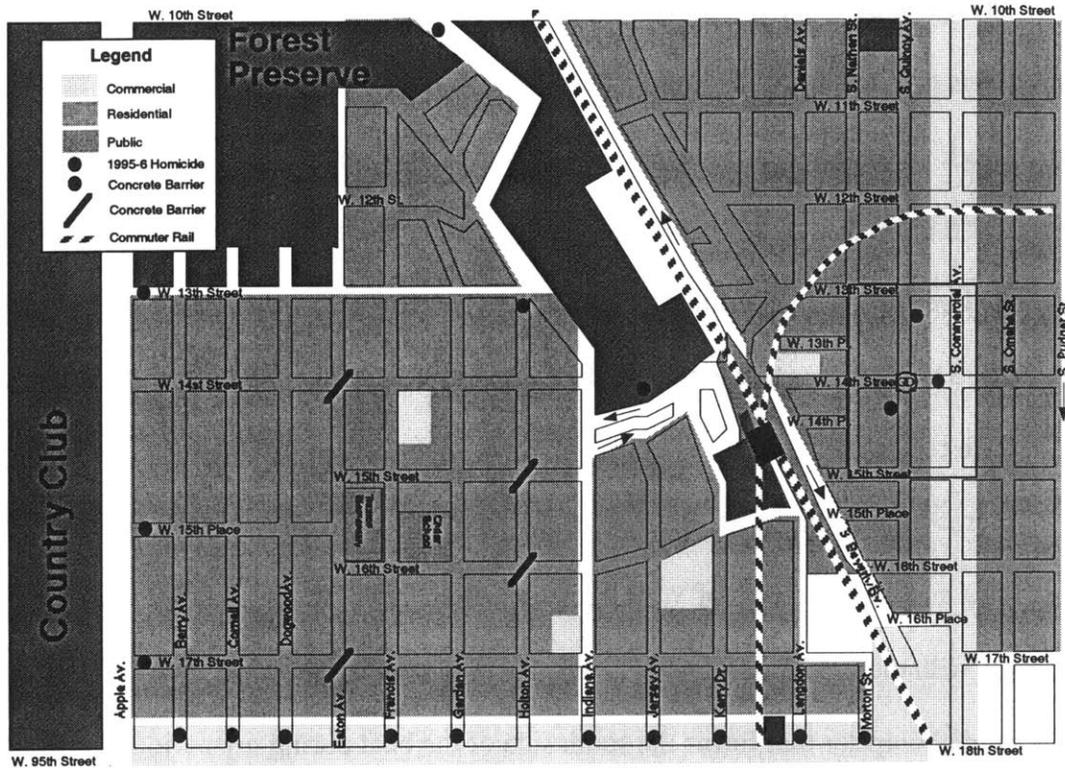 W. 10th Street
W. 10th Street
Forest
Preserve
Legend
Commercial
Residential
Public
1995-6 Homicide
Concrete Barrier
Concrete Barrier
Commuter Rail
Daniels Av.
S. Nathan St.
S. Quincy Av.
W. 11th Street
W. 12th St.
W. 12th Street
W. 13th Street
W. 13th Street
S. Commercial Av.
S. Omaha St.
W. 13th P.
W. 14st Street
W. 14th Street
W. 14th P.
W. 15th Street
W. 15th Street
W. 15th Place
W. 15th Place
School
W. 16th Street
W. 16th Street
W. 16th Place
Country Club
Apple Av.
Berry Av.
Cornell Av.
Dogwood Av.
W. 17th Street
W. 17th Street
Eaton Av.
Francis Av.
Garden Av.
Holton Av.
Indiana Av.
Jersey Av.
Kerry Dr.
Langdon Av.
Morton St.
W. 95th Street
W. 18th Street